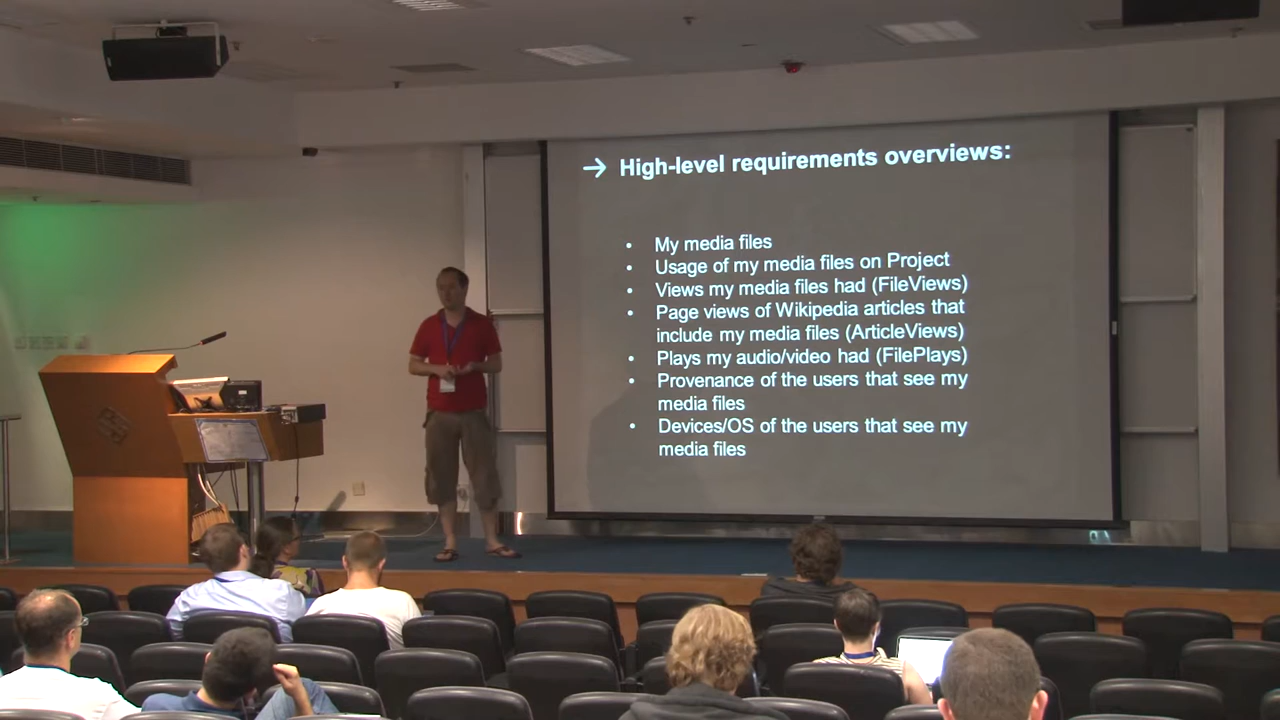 → High-level requirements overviews:
• My media files
• Usage of my media files on Project
• Views my media files had (FileViews)
• Page views of Wikipedia articles that
include my media files (ArticleViews)
• Plays my audio/video had (FilePlays)
• Provenance of the users that see my
media files
• Devices/OS of the users that see my
media files